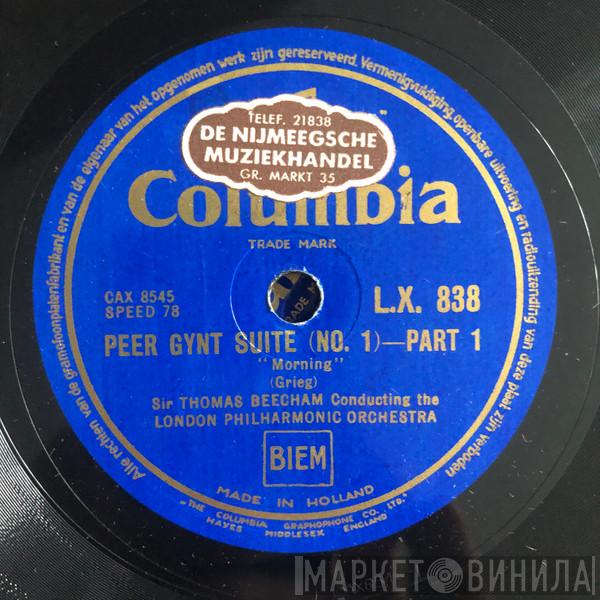 Alle rechten van de gramofoonplatenfabrikant en van de eigenaar van het opgenomen werk zijn gereserveerd. Vermenigvuldiging, openbare uitvoering en radiouitzending van deze plaat zijn verboden
TELEF. 21838
DE NIJMEEGSCHE
MUZIEKHANDEL
GR. MARKT 35
Columbia
TRADE MARK
CAX 8545
SPEED 78
L.X. 838
PEER GYNT SUITE (NO. 1)—PART 1
"Morning"
(Grieg)
Sir THOMAS BEECHAM Conducting the
LONDON PHILHARMONIC ORCHESTRA
BIEM
MADE IN HOLLAND
"THE COLUMBIA GRAPHOPHONE CO. LTD."
HAYES MIDDLESEX ENGLAND
МАРКЕТ ВИНИЛА